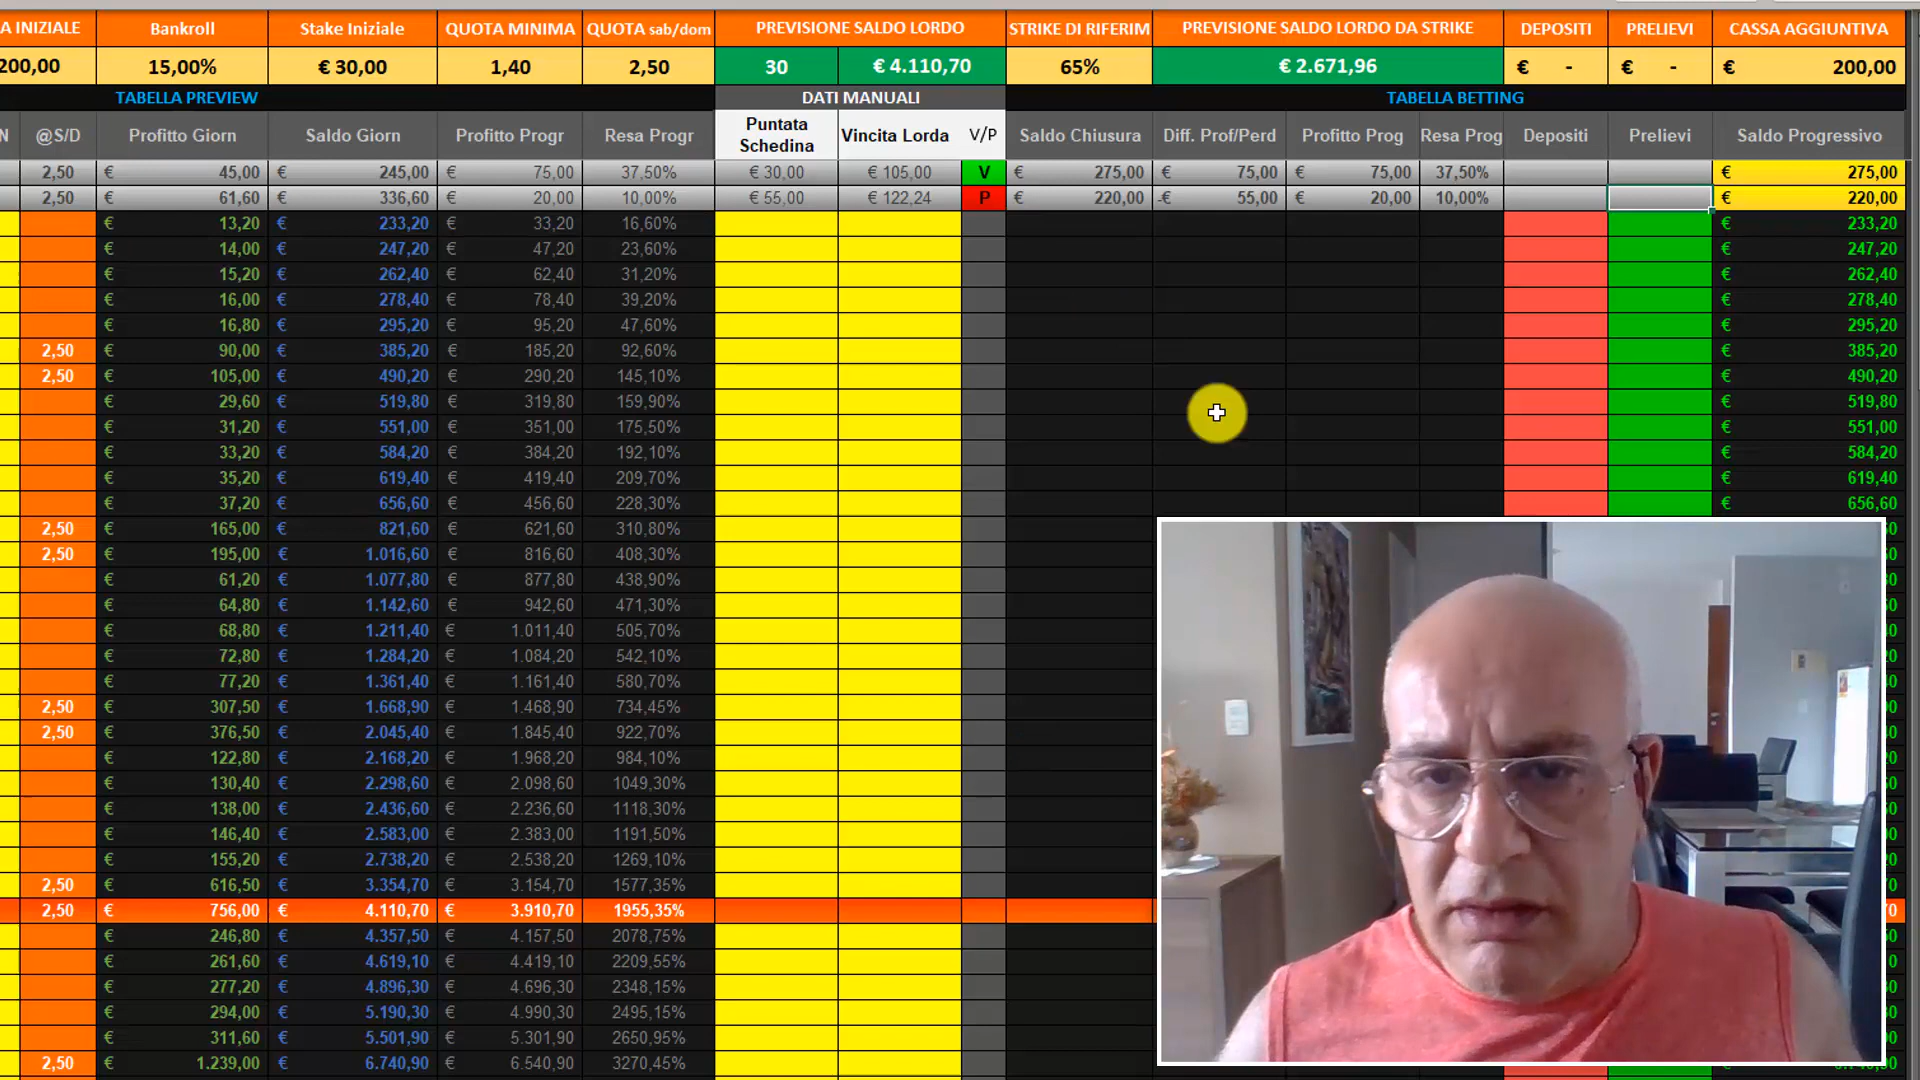 A INIZIALE Bankroll Stake Iniziale QUOTA MINIMA QUOTA sab/dom PREVISIONE SALDO LORDO STRIKE DI RIFERIM PREVISIONE SALDO LORDO DA STRIKE DEPOSITI PRELIEVI CASSA AGGIUNTIVA
200,00 15,00% € 30,00 1,40 2,50 30 € 4.110,70 65% € 2.671,96 € - € - € 200,00
TABELLA PREVIEW DATI MANUALI TABELLA BETTING
N @S/D Profitto Giorn Saldo Giorn Profitto Progr Resa Progr Puntata Schedina Vincita Lorda V/P Saldo Chiusura Diff. Prof/Perd Profitto Prog Resa Prog Depositi Prelievi Saldo Progressivo
2,50 € 45,00 € 245,00 € 75,00 37,50% € 30,00 € 105,00 V € 275,00 € 75,00 € 75,00 37,50% € 275,00
2,50 € 61,60 € 336,60 € 20,00 10,00% € 55,00 € 122,24 P € 220,00 -€ 55,00 € 20,00 10,00% € 220,00
€ 13,20 € 233,20 € 33,20 16,60% € 233,20
€ 14,00 € 247,20 € 47,20 23,60% € 247,20
€ 15,20 € 262,40 € 62,40 31,20% € 262,40
€ 16,00 € 278,40 € 78,40 39,20% € 278,40
€ 16,80 € 295,20 € 95,20 47,60% € 295,20
2,50 € 90,00 € 385,20 € 185,20 92,60% € 385,20
2,50 € 105,00 € 490,20 € 290,20 145,10% € 490,20
€ 29,60 € 519,80 € 319,80 159,90% € 519,80
€ 31,20 € 551,00 € 351,00 175,50% € 551,00
€ 33,20 € 584,20 € 384,20 192,10% € 584,20
€ 35,20 € 619,40 € 419,40 209,70% € 619,40
€ 37,20 € 656,60 € 456,60 228,30% € 656,60
2,50 € 165,00 € 821,60 € 621,60 310,80%
2,50 € 195,00 € 1.016,60 € 816,60 408,30%
€ 61,20 € 1.077,80 € 877,80 438,90%
€ 64,80 € 1.142,60 € 942,60 471,30%
€ 68,80 € 1.211,40 € 1.011,40 505,70%
€ 72,80 € 1.284,20 € 1.084,20 542,10%
€ 77,20 € 1.361,40 € 1.161,40 580,70%
2,50 € 307,50 € 1.668,90 € 1.468,90 734,45%
2,50 € 376,50 € 2.045,40 € 1.845,40 922,70%
€ 122,80 € 2.168,20 € 1.968,20 984,10%
€ 130,40 € 2.298,60 € 2.098,60 1049,30%
€ 138,00 € 2.436,60 € 2.236,60 1118,30%
€ 146,40 € 2.583,00 € 2.383,00 1191,50%
€ 155,20 € 2.738,20 € 2.538,20 1269,10%
2,50 € 616,50 € 3.354,70 € 3.154,70 1577,35%
2,50 € 756,00 € 4.110,70 € 3.910,70 1955,35%
€ 246,80 € 4.357,50 € 4.157,50 2078,75%
€ 261,60 € 4.619,10 € 4.419,10 2209,55%
€ 277,20 € 4.896,30 € 4.696,30 2348,15%
€ 294,00 € 5.190,30 € 4.990,30 2495,15%
€ 311,60 € 5.501,90 € 5.301,90 2650,95%
2,50 € 1.239,00 € 6.740,90 € 6.540,90 3270,45%